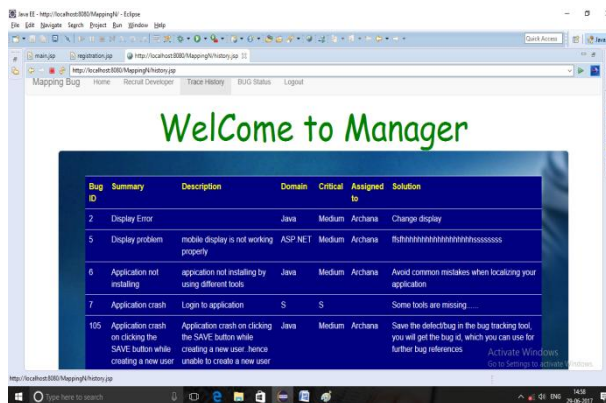 Java EE - http://localhost:8080/MappingN/ - Eclipse
File Edit Navigate Search Project Run Window Help
Quick Access
Java
main.jsp registration.jsp http://localhost:8080/MappingN/history.jsp
http://localhost:8080/MappingN/history.jsp
Mapping Bug Home Recruit Developer Trace History BUG Status Logout
WelCome to Manager
Bug ID Summary Description Domain Critical Assigned to Solution
2 Display Error Java Medium Archana Change display
5 Display problem mobile display is not working ASP.NET Medium Archana
properly
6 Application not appication not installing by Java Medium Archana Avoid common mistakes when localizing your
installing using different tools application
7 Application crash Login to application S S Some tools are missing......
105 Application crash Application crash on clicking Java Medium Archana Save the defect/bug in the bug tracking tool,
on clicking the the SAVE button while you will get the bug id, which you can use for
SAVE button while creating a new user .hence further bug references
creating a new user unable to create a new user
Activate Windows
Go to Settings to activate Windows.
http://localhost:8080/MappingN/history.jsp
Type here to search
ENG
14:58
29-06-2017